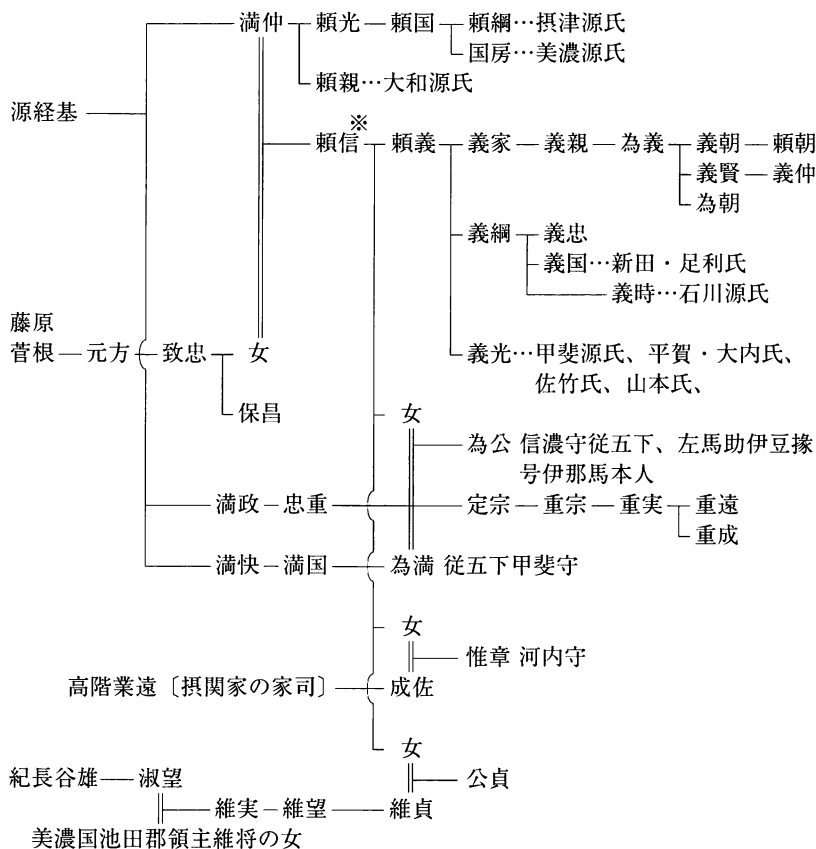 満仲 頼光 頼国 頼綱…摂津源氏
国房…美濃源氏
頼親…大和源氏
源経基
※
頼信 頼義 義家 義親 為義 義朝 頼朝
義賢 義仲
為朝
義綱 義忠
義国…新田・足利氏
義時…石川源氏
藤原
菅根 元方 致忠 女
義光…甲斐源氏、平賀・大内氏、
佐竹氏、山本氏、
保昌
女
為公 信濃守従五下、左馬助伊豆掾
号伊那馬本人
満政 忠重 定宗 重宗 重実 重遠
重成
満快 満国 為満 従五下甲斐守
女
惟章 河内守
高階業遠〔摂関家の家司〕 成佐
女
紀長谷雄 淑望 公貞
維実 維望 維貞
美濃国池田郡領主維将の女